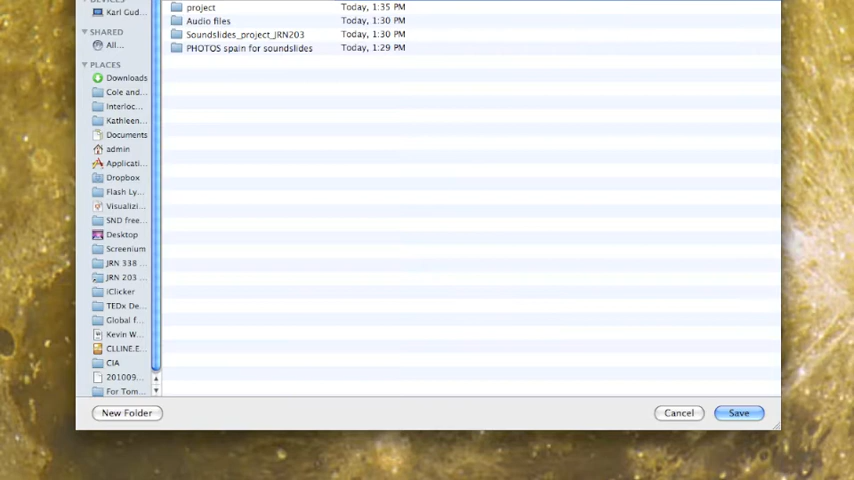 Karl Gud... project Today, 1:35 PM
Audio files Today, 1:30 PM
SHARED Soundslides_project_JRN203 Today, 1:30 PM
All... PHOTOS spain for soundslides Today, 1:29 PM
PLACES
Downloads
Cole and...
Interloc...
Kathleen...
Documents
admin
Applicati...
Dropbox
Flash Ly...
Visualizi...
SND free...
Desktop
Screenium
JRN 338 ...
JRN 203 ...
iClicker
TEDx De...
Global f...
Kevin W...
CLLINE.E...
CIA
201009...
For Tom...
New Folder Cancel Save